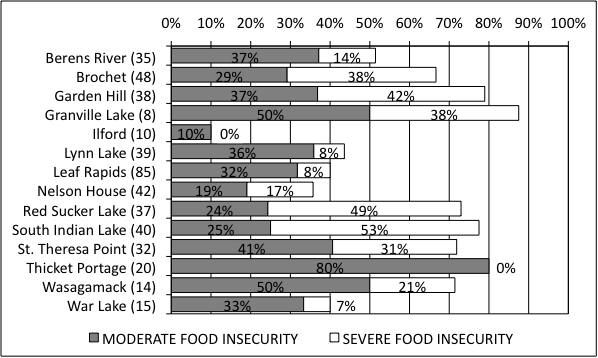 0% 10% 20% 30% 40% 50% 60% 70% 80% 90% 100%
Berens River (35) 37% 14%
Brochet (48) 29% 38%
Garden Hill (38) 37% 42%
Granville Lake (8) 50% 38%
Ilford (10) 10% 0%
Lynn Lake (39) 36% 8%
Leaf Rapids (85) 32% 8%
Nelson House (42) 19% 17%
Red Sucker Lake (37) 24% 49%
South Indian Lake (40) 25% 53%
St. Theresa Point (32) 41% 31%
Thicket Portage (20) 80% 0%
Wasagamack (14) 50% 21%
War Lake (15) 33% 7%
MODERATE FOOD INSECURITY SEVERE FOOD INSECURITY